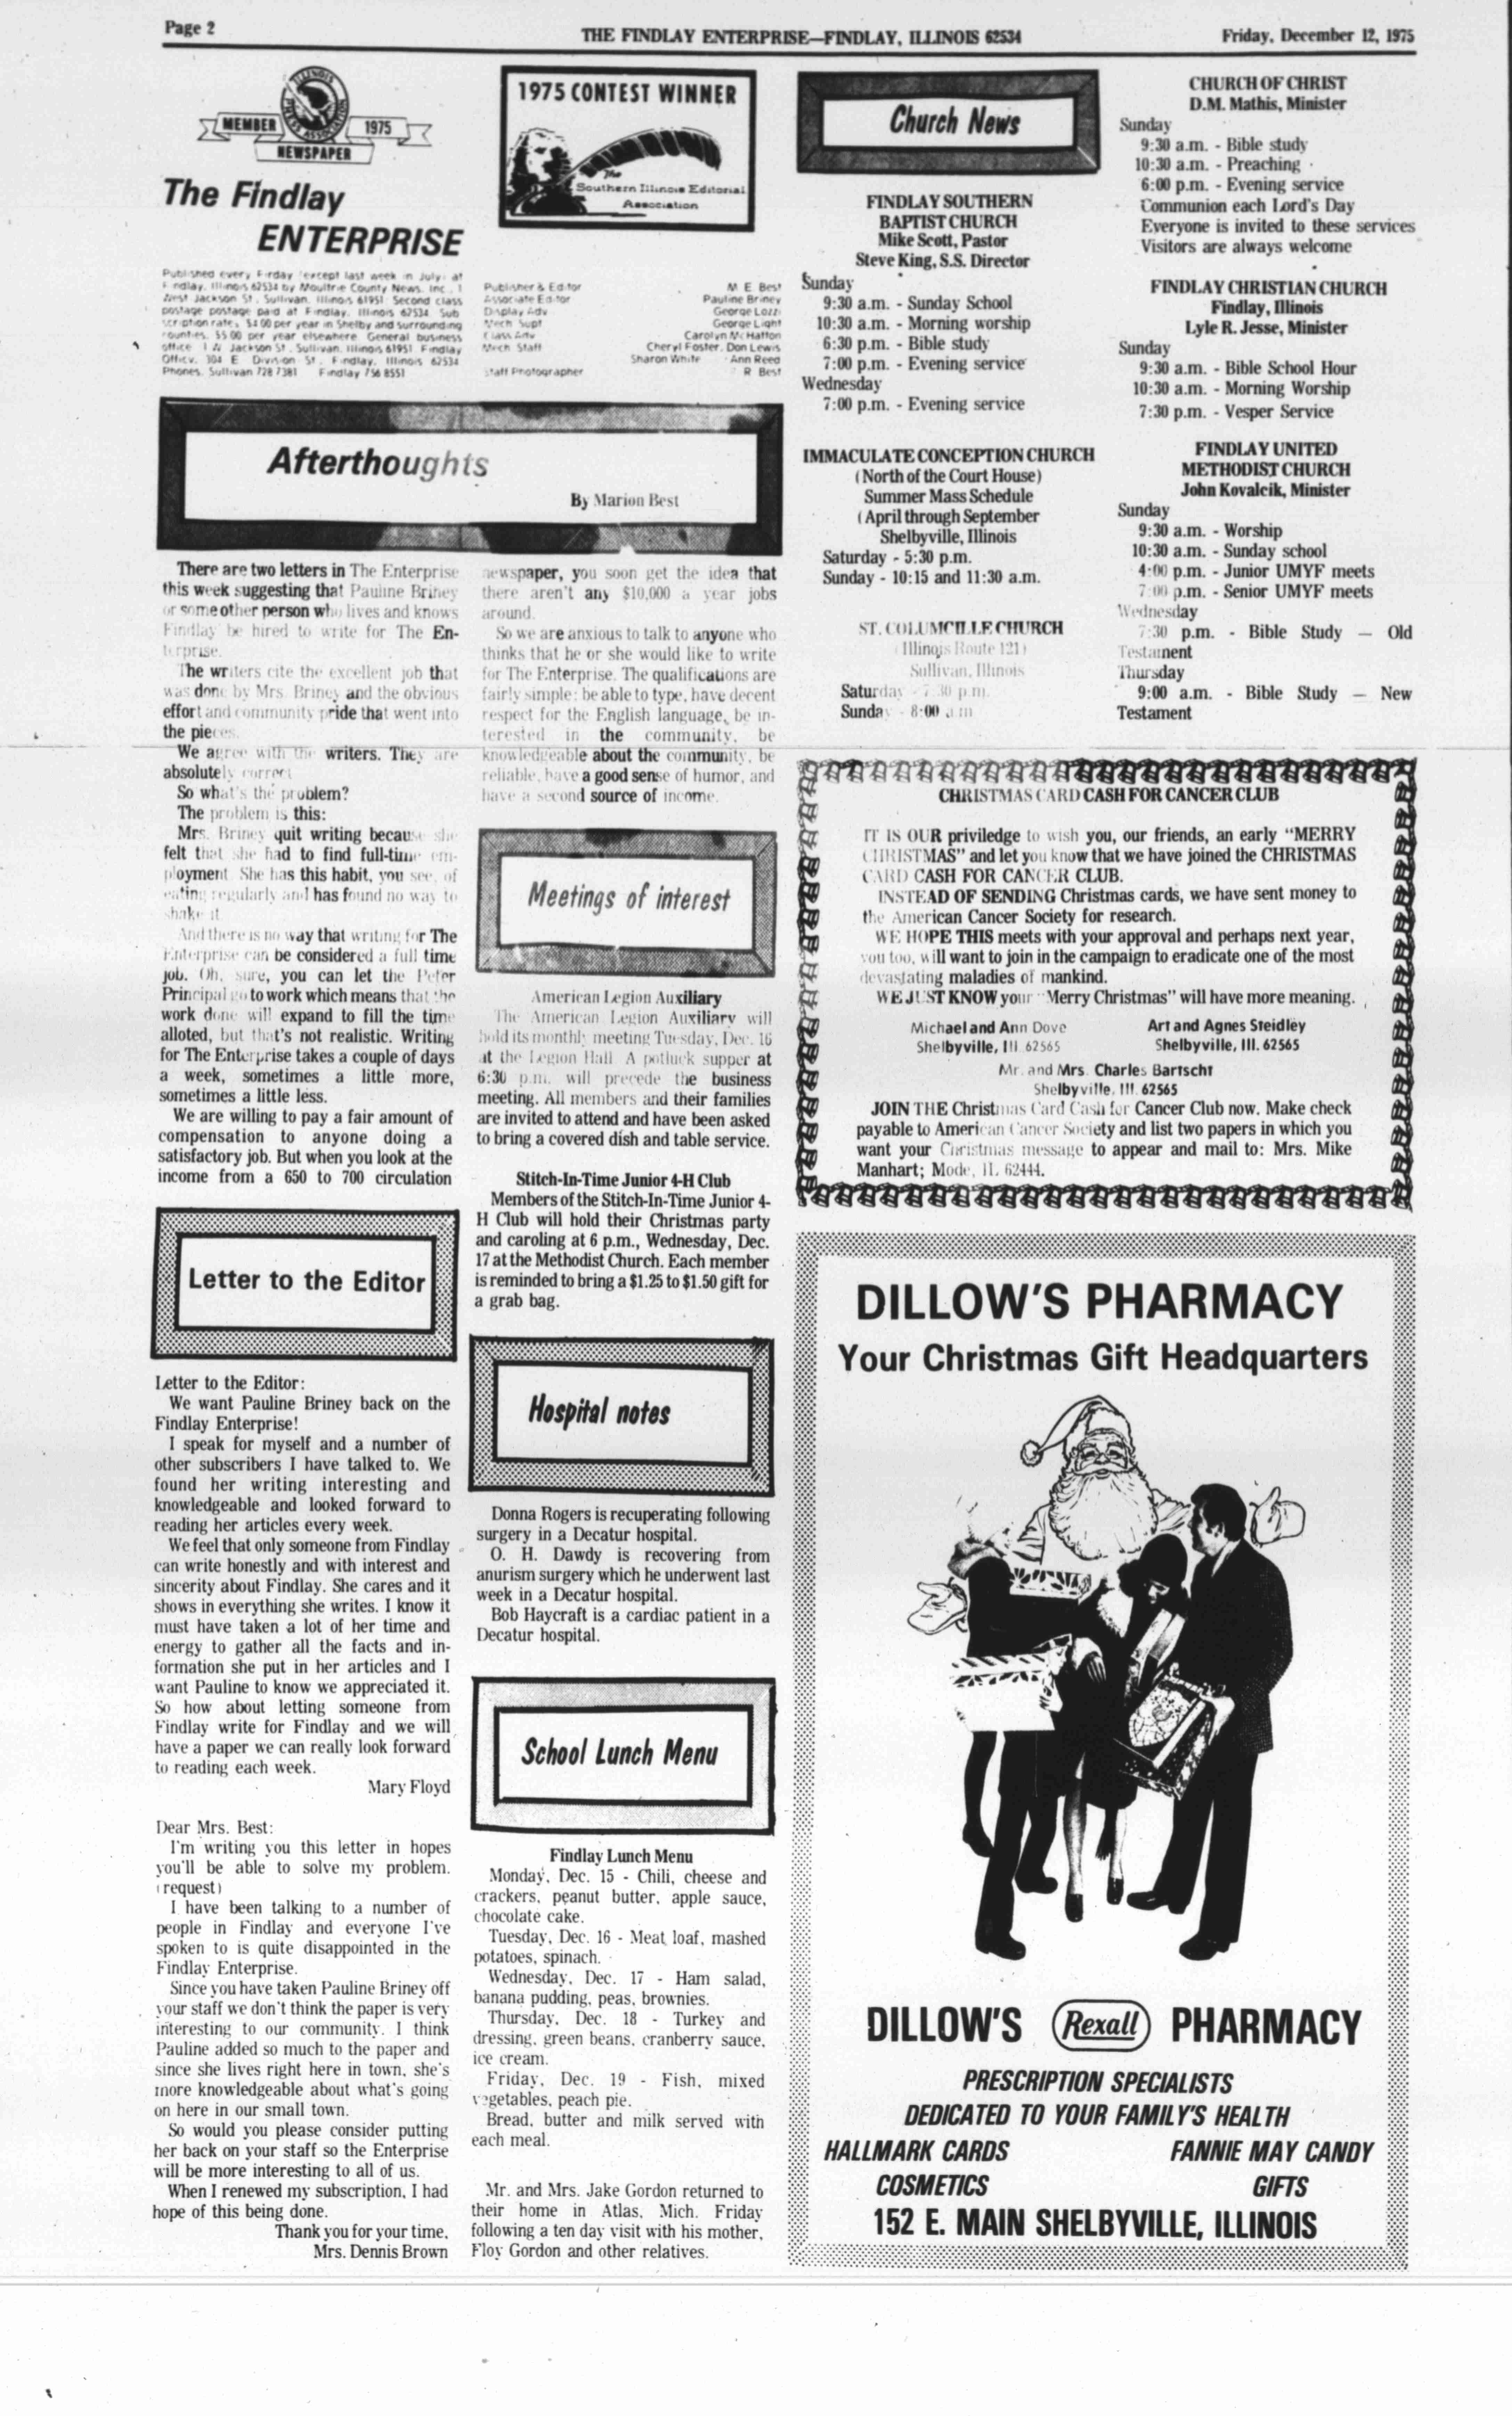 Page 2
THE FINDLAY ENTERPRISE—FINDLAY, ILLINOIS 62534
Friday, December 12, 1975
ILLINOIS
PRESS ASSOCIATION
MEMBER
1975
NEWSPAPER
The Findlay
ENTERPRISE
Published every Firday (except last week in July) at
Findlay, Illinois 62534 by Moultrie County News, Inc., 1
West Jackson St., Sullivan, Illinois 61951. Second class
postage postage paid at Findlay, Illinois 62534. Sub
scription rates, $4.00 per year in Shelby and surrounding
counties, $5.00 per year elsewhere. General business
office 1 W. Jackson St., Sullivan, Illinois 61951. Findlay
Office, 304 E. Division St., Findlay, Illinois 62534
Phones, Sullivan 728 7381 Findlay 756 8551
1975 CONTEST WINNER
The
Southern Illinois Editorial
Association
Publisher & Editor M. E. Best
Associate Editor Pauline Briney
Display Adv. George Lozzi
Mech. Supt. George Light
Class Adv. Carolyn McHatton
Mech. Staff Cheryl Foster, Don Lewis
Sharon White Ann Reed
Staff Photographer R. Best
Afterthoughts
By Marion Best
There are two letters in The Enterprise
this week suggesting that Pauline Briney
or some other person who lives and knows
Findlay be hired to write for The En-
terprise.
The writers cite the excellent job that
was done by Mrs. Briney and the obvious
effort and community pride that went into
the pieces.
We agree with the writers. They are
absolutely correct.
So what's the problem?
The problem is this:
Mrs. Briney quit writing because she
felt that she had to find full-time em-
ployment. She has this habit, you see, of
eating regularly and has found no way to
shake it.
And there is no way that writing for The
Enterprise can be considered a full time
job. Oh, sure, you can let the Peter
Principal go to work which means that the
work done will expand to fill the time
alloted, but that's not realistic. Writing
for The Enterprise takes a couple of days
a week, sometimes a little more,
sometimes a little less.
We are willing to pay a fair amount of
compensation to anyone doing a
satisfactory job. But when you look at the
income from a 650 to 700 circulation
newspaper, you soon get the idea that
there aren't any $10,000 a year jobs
around.
So we are anxious to talk to anyone who
thinks that he or she would like to write
for The Enterprise. The qualifications are
fairly simple: be able to type, have decent
respect for the English language, be in-
terested in the community, be
knowledgeable about the community, be
reliable, have a good sense of humor, and
have a second source of income.
Letter to the Editor
Letter to the Editor:
We want Pauline Briney back on the
Findlay Enterprise!
I speak for myself and a number of
other subscribers I have talked to. We
found her writing interesting and
knowledgeable and looked forward to
reading her articles every week.
We feel that only someone from Findlay
can write honestly and with interest and
sincerity about Findlay. She cares and it
shows in everything she writes. I know it
must have taken a lot of her time and
energy to gather all the facts and in-
formation she put in her articles and I
want Pauline to know we appreciated it.
So how about letting someone from
Findlay write for Findlay and we will
have a paper we can really look forward
to reading each week.
Mary Floyd
Dear Mrs. Best:
I'm writing you this letter in hopes
you'll be able to solve my problem.
(request)
I have been talking to a number of
people in Findlay and everyone I've
spoken to is quite disappointed in the
Findlay Enterprise.
Since you have taken Pauline Briney off
your staff we don't think the paper is very
interesting to our community. I think
Pauline added so much to the paper and
since she lives right here in town, she's
more knowledgeable about what's going
on here in our small town.
So would you please consider putting
her back on your staff so the Enterprise
will be more interesting to all of us.
When I renewed my subscription, I had
hope of this being done.
Thank you for your time,
Mrs. Dennis Brown
Meetings of interest
American Legion Auxiliary
The American Legion Auxiliary will
hold its monthly meeting Tuesday, Dec. 16
at the Legion Hall. A potluck supper at
6:30 p.m. will precede the business
meeting. All members and their families
are invited to attend and have been asked
to bring a covered dish and table service.
Stitch-In-Time Junior 4-H Club
Members of the Stitch-In-Time Junior 4-
H Club will hold their Christmas party
and caroling at 6 p.m., Wednesday, Dec.
17 at the Methodist Church. Each member
is reminded to bring a $1.25 to $1.50 gift for
a grab bag.
Hospital notes
Donna Rogers is recuperating following
surgery in a Decatur hospital.
O. H. Dawdy is recovering from
anurism surgery which he underwent last
week in a Decatur hospital.
Bob Haycraft is a cardiac patient in a
Decatur hospital.
School Lunch Menu
Findlay Lunch Menu
Monday, Dec. 15 - Chili, cheese and
crackers, peanut butter, apple sauce,
chocolate cake.
Tuesday, Dec. 16 - Meat loaf, mashed
potatoes, spinach.
Wednesday, Dec. 17 - Ham salad,
banana pudding, peas, brownies.
Thursday, Dec. 18 - Turkey and
dressing, green beans, cranberry sauce,
ice cream.
Friday, Dec. 19 - Fish, mixed
vegetables, peach pie.
Bread, butter and milk served with
each meal.
Mr. and Mrs. Jake Gordon returned to
their home in Atlas, Mich. Friday
following a ten day visit with his mother,
Floy Gordon and other relatives.
Church News
FINDLAY SOUTHERN
BAPTIST CHURCH
Mike Scott, Pastor
Steve King, S.S. Director
Sunday
9:30 a.m. - Sunday School
10:30 a.m. - Morning worship
6:30 p.m. - Bible study
7:00 p.m. - Evening service
Wednesday
7:00 p.m. - Evening service
IMMACULATE CONCEPTION CHURCH
(North of the Court House)
Summer Mass Schedule
(April through September
Shelbyville, Illinois
Saturday - 5:30 p.m.
Sunday - 10:15 and 11:30 a.m.
ST. COLUMCILLE CHURCH
(Illinois Route 121)
Sullivan, Illinois
Saturday - 7:30 p.m.
Sunday - 8:00 a.m.
CHURCH OF CHRIST
D.M. Mathis, Minister
Sunday
9:30 a.m. - Bible study
10:30 a.m. - Preaching
6:00 p.m. - Evening service
Communion each Lord's Day
Everyone is invited to these services
Visitors are always welcome
FINDLAY CHRISTIAN CHURCH
Findlay, Illinois
Lyle R. Jesse, Minister
Sunday
9:30 a.m. - Bible School Hour
10:30 a.m. - Morning Worship
7:30 p.m. - Vesper Service
FINDLAY UNITED
METHODIST CHURCH
John Kovalcik, Minister
Sunday
9:30 a.m. - Worship
10:30 a.m. - Sunday school
4:00 p.m. - Junior UMYF meets
7:00 p.m. - Senior UMYF meets
Wednesday
7:30 p.m. - Bible Study — Old
Testament
Thursday
9:00 a.m. - Bible Study — New
Testament
CHRISTMAS CARD CASH FOR CANCER CLUB
IT IS OUR priviledge to wish you, our friends, an early "MERRY
CHRISTMAS" and let you know that we have joined the CHRISTMAS
CARD CASH FOR CANCER CLUB.
INSTEAD OF SENDING Christmas cards, we have sent money to
the American Cancer Society for research.
WE HOPE THIS meets with your approval and perhaps next year,
you too, will want to join in the campaign to eradicate one of the most
devastating maladies of mankind.
WE JUST KNOW your "Merry Christmas" will have more meaning.
Michael and Ann Dove
Shelbyville, Ill. 62565
Art and Agnes Steidley
Shelbyville, Ill. 62565
Mr. and Mrs. Charles Bartscht
Shelbyville, Ill. 62565
JOIN THE Christmas Card Cash for Cancer Club now. Make check
payable to American Cancer Society and list two papers in which you
want your Christmas message to appear and mail to: Mrs. Mike
Manhart; Mode, IL 62444.
DILLOW'S PHARMACY
Your Christmas Gift Headquarters
DILLOW'S Rexall PHARMACY
PRESCRIPTION SPECIALISTS
DEDICATED TO YOUR FAMILY'S HEALTH
HALLMARK CARDS FANNIE MAY CANDY
COSMETICS GIFTS
152 E. MAIN SHELBYVILLE, ILLINOIS